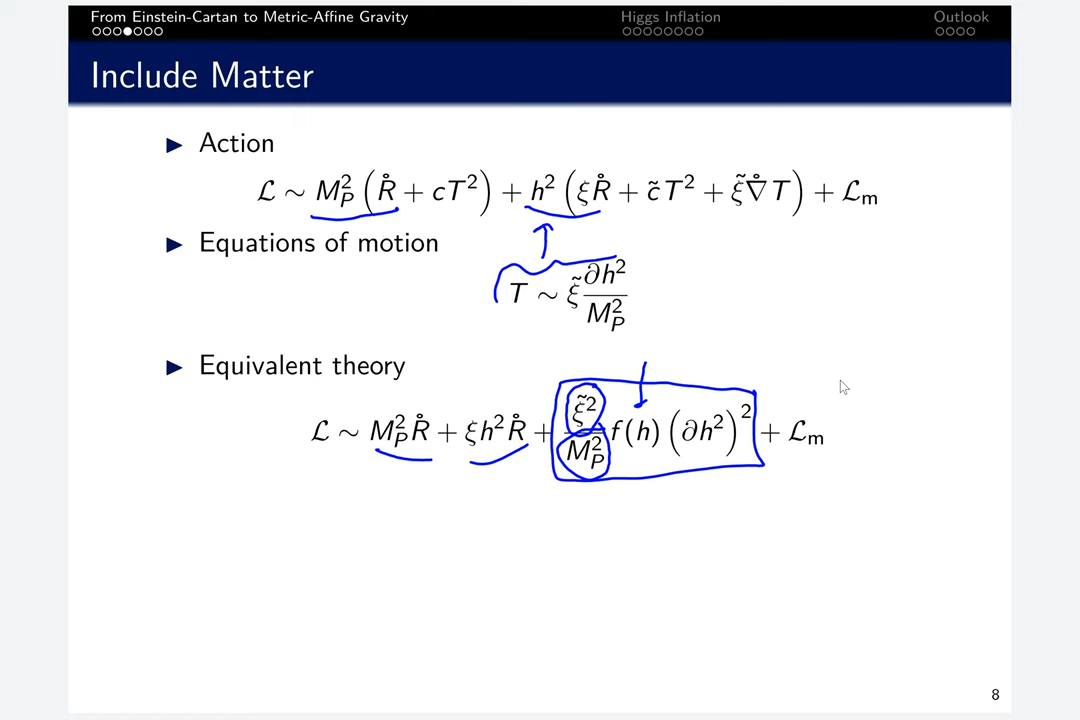 From Einstein-Cartan to Metric-Affine Gravity Higgs Inflation Outlook
Include Matter
▶ Action
ℒ ∼ M_P^2 (R̊ + cT^2) + h^2 (ξR̊ + c̃T^2 + ξ̃∇̊T) + ℒ_m
▶ Equations of motion
T ∼ ξ̃ ∂h^2 / M_P^2
▶ Equivalent theory
ℒ ∼ M_P^2 R̊ + ξh^2 R̊ + ξ̃^2 / M_P^2 f(h) (∂h^2)^2 + ℒ_m
8